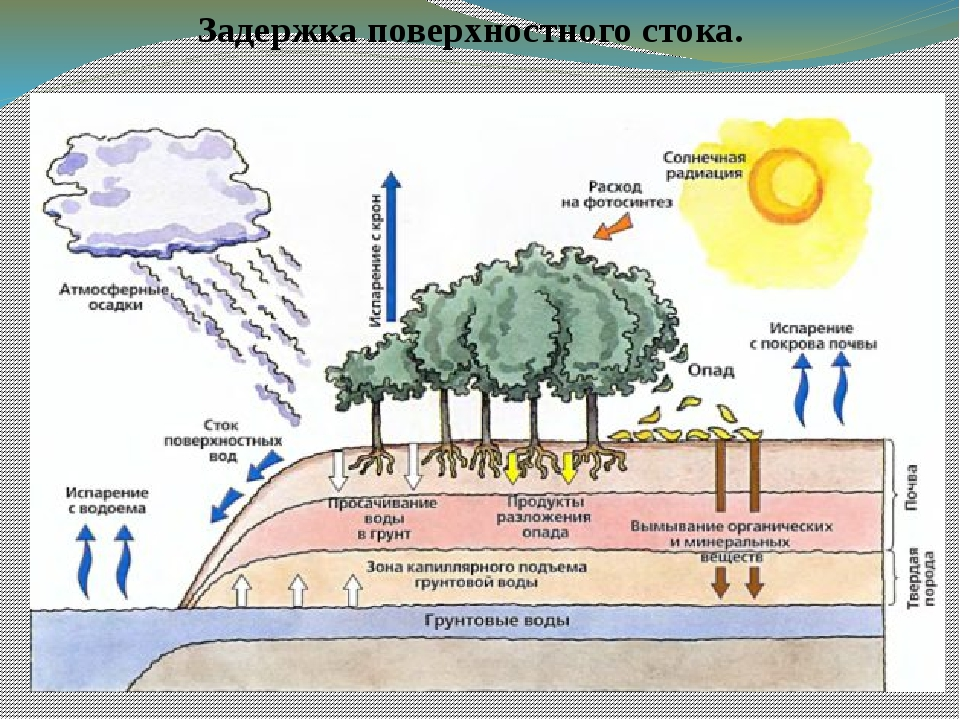 Задержка поверхностного стока.
Солнечная
радиация
Расход
на фотосинтез
Испарение с крон
Атмосферные
осадки
Испарение
с покрова почвы
Опад
Сток
поверхностных
вод
Испарение
с водоема
Просачивание
воды
в грунт
Продукты
разложения
опада
Вымывание органических
и минеральных
веществ
Почва
Зона капиллярного подъема
грунтовой воды
Твердая
порода
Грунтовые воды